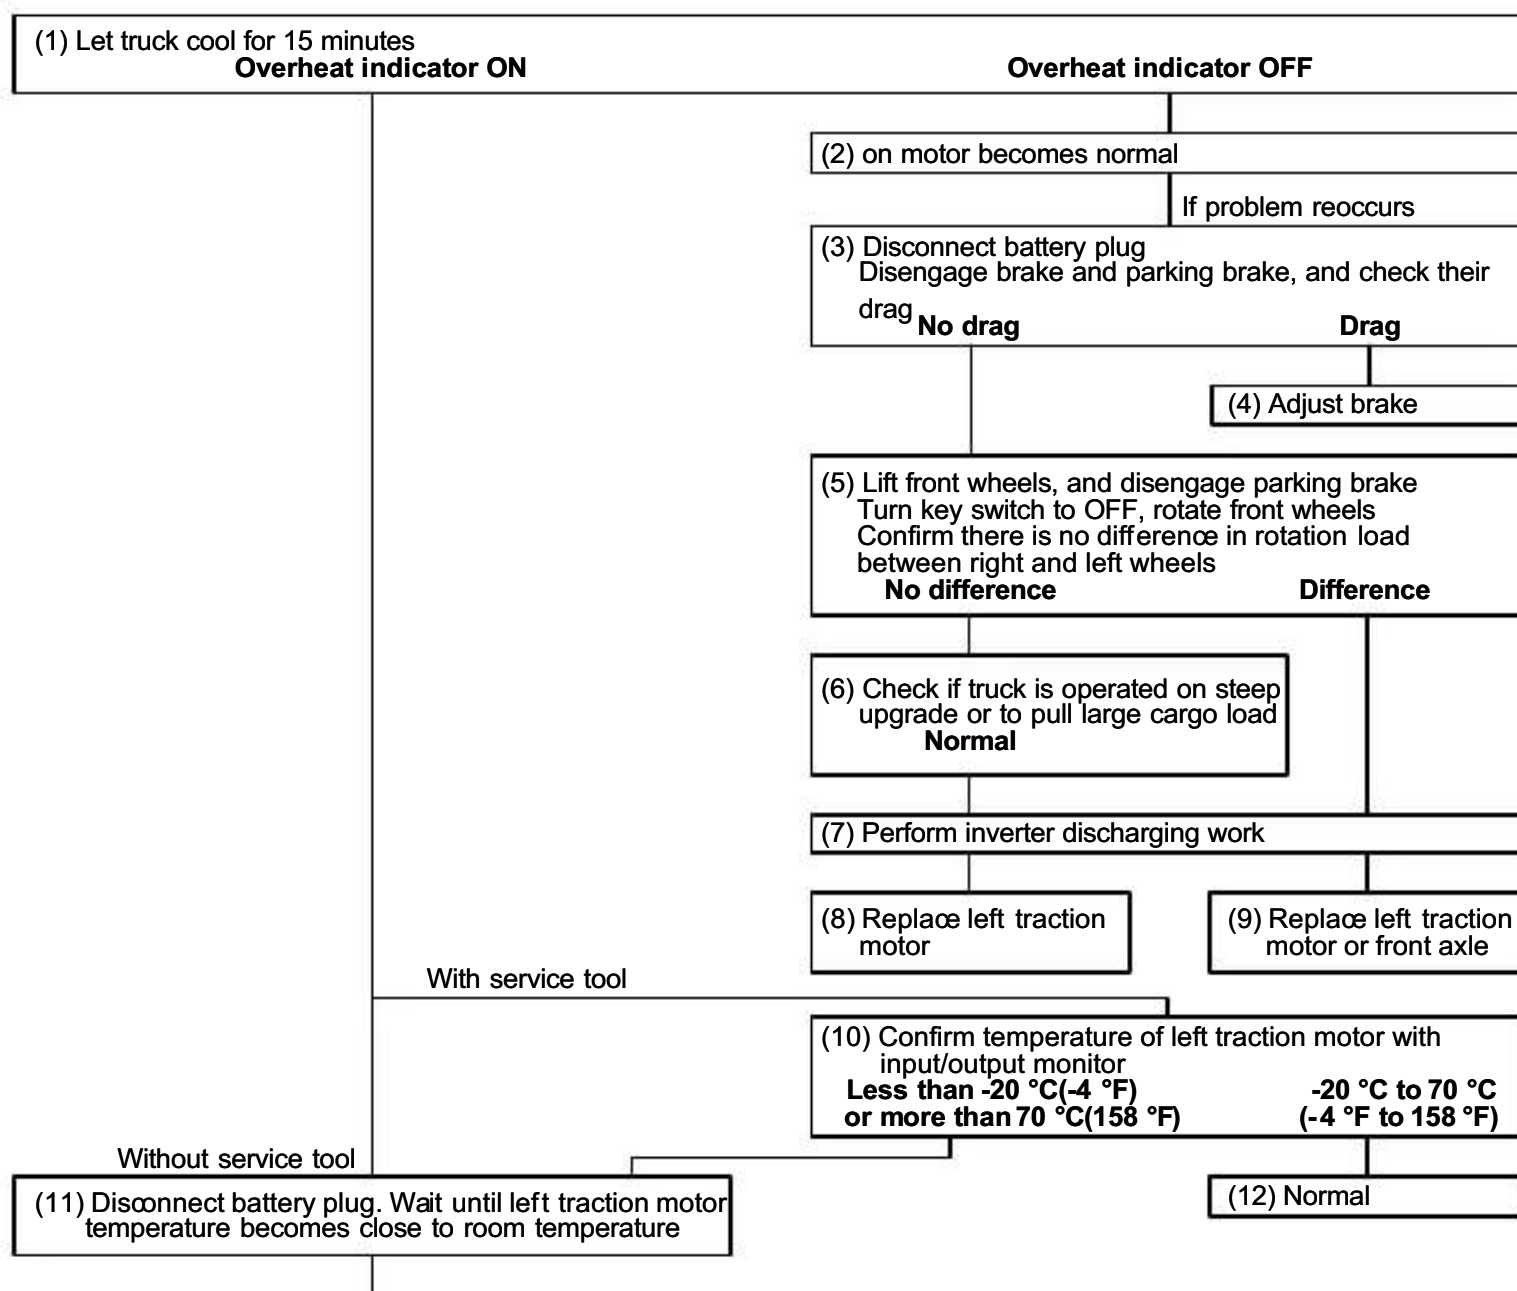 (1) Let truck cool for 15 minutes
Overheat indicator ON
Overheat indicator OFF
(2) on motor becomes normal
If problem reoccurs
(3) Disconnect battery plug
Disengage brake and parking brake, and check their
drag
No drag
Drag
(4) Adjust brake
(5) Lift front wheels, and disengage parking brake
Turn key switch to OFF, rotate front wheels
Confirm there is no difference in rotation load
between right and left wheels
No difference
Difference
(6) Check if truck is operated on steep
upgrade or to pull large cargo load
Normal
(7) Perform inverter discharging work
(8) Replace left traction
motor
(9) Replace left traction
motor or front axle
With service tool
(10) Confirm temperature of left traction motor with
input/output monitor
Less than -20 °C(-4 °F)
or more than 70 °C(158 °F)
-20 °C to 70 °C
(-4 °F to 158 °F)
Without service tool
(11) Disconnect battery plug. Wait until left traction motor
temperature becomes close to room temperature
(12) Normal